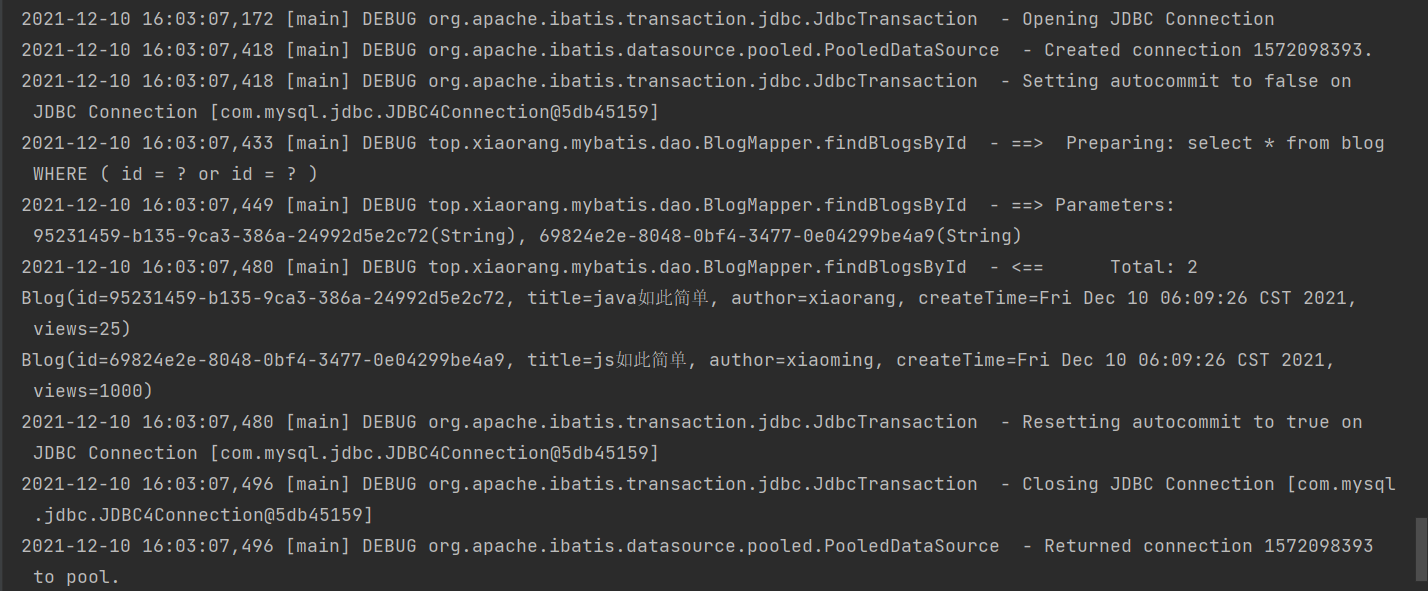 2021-12-10 16:03:07,172 [main] DEBUG org.apache.ibatis.transaction.jdbc.JdbcTransaction  - Opening JDBC Connection
2021-12-10 16:03:07,418 [main] DEBUG org.apache.ibatis.datasource.pooled.PooledDataSource  - Created connection 1572098393.
2021-12-10 16:03:07,418 [main] DEBUG org.apache.ibatis.transaction.jdbc.JdbcTransaction  - Setting autocommit to false on
JDBC Connection [com.mysql.jdbc.JDBC4Connection@5db45159]
2021-12-10 16:03:07,433 [main] DEBUG top.xiaorang.mybatis.dao.BlogMapper.findBlogsById  - ==>  Preparing: select * from blog
WHERE ( id = ? or id = ? )
2021-12-10 16:03:07,449 [main] DEBUG top.xiaorang.mybatis.dao.BlogMapper.findBlogsById  - ==> Parameters:
95231459-b135-9ca3-386a-24992d5e2c72(String), 69824e2e-8048-0bf4-3477-0e04299be4a9(String)
2021-12-10 16:03:07,480 [main] DEBUG top.xiaorang.mybatis.dao.BlogMapper.findBlogsById  - <==      Total: 2
Blog(id=95231459-b135-9ca3-386a-24992d5e2c72, title=java如此简单, author=xiaorang, createTime=Fri Dec 10 06:09:26 CST 2021,
views=25)
Blog(id=69824e2e-8048-0bf4-3477-0e04299be4a9, title=js如此简单, author=xiaoming, createTime=Fri Dec 10 06:09:26 CST 2021,
views=1000)
2021-12-10 16:03:07,480 [main] DEBUG org.apache.ibatis.transaction.jdbc.JdbcTransaction  - Resetting autocommit to true on
JDBC Connection [com.mysql.jdbc.JDBC4Connection@5db45159]
2021-12-10 16:03:07,496 [main] DEBUG org.apache.ibatis.transaction.jdbc.JdbcTransaction  - Closing JDBC Connection [com.mysql
.jdbc.JDBC4Connection@5db45159]
2021-12-10 16:03:07,496 [main] DEBUG org.apache.ibatis.datasource.pooled.PooledDataSource  - Returned connection 1572098393
to pool.